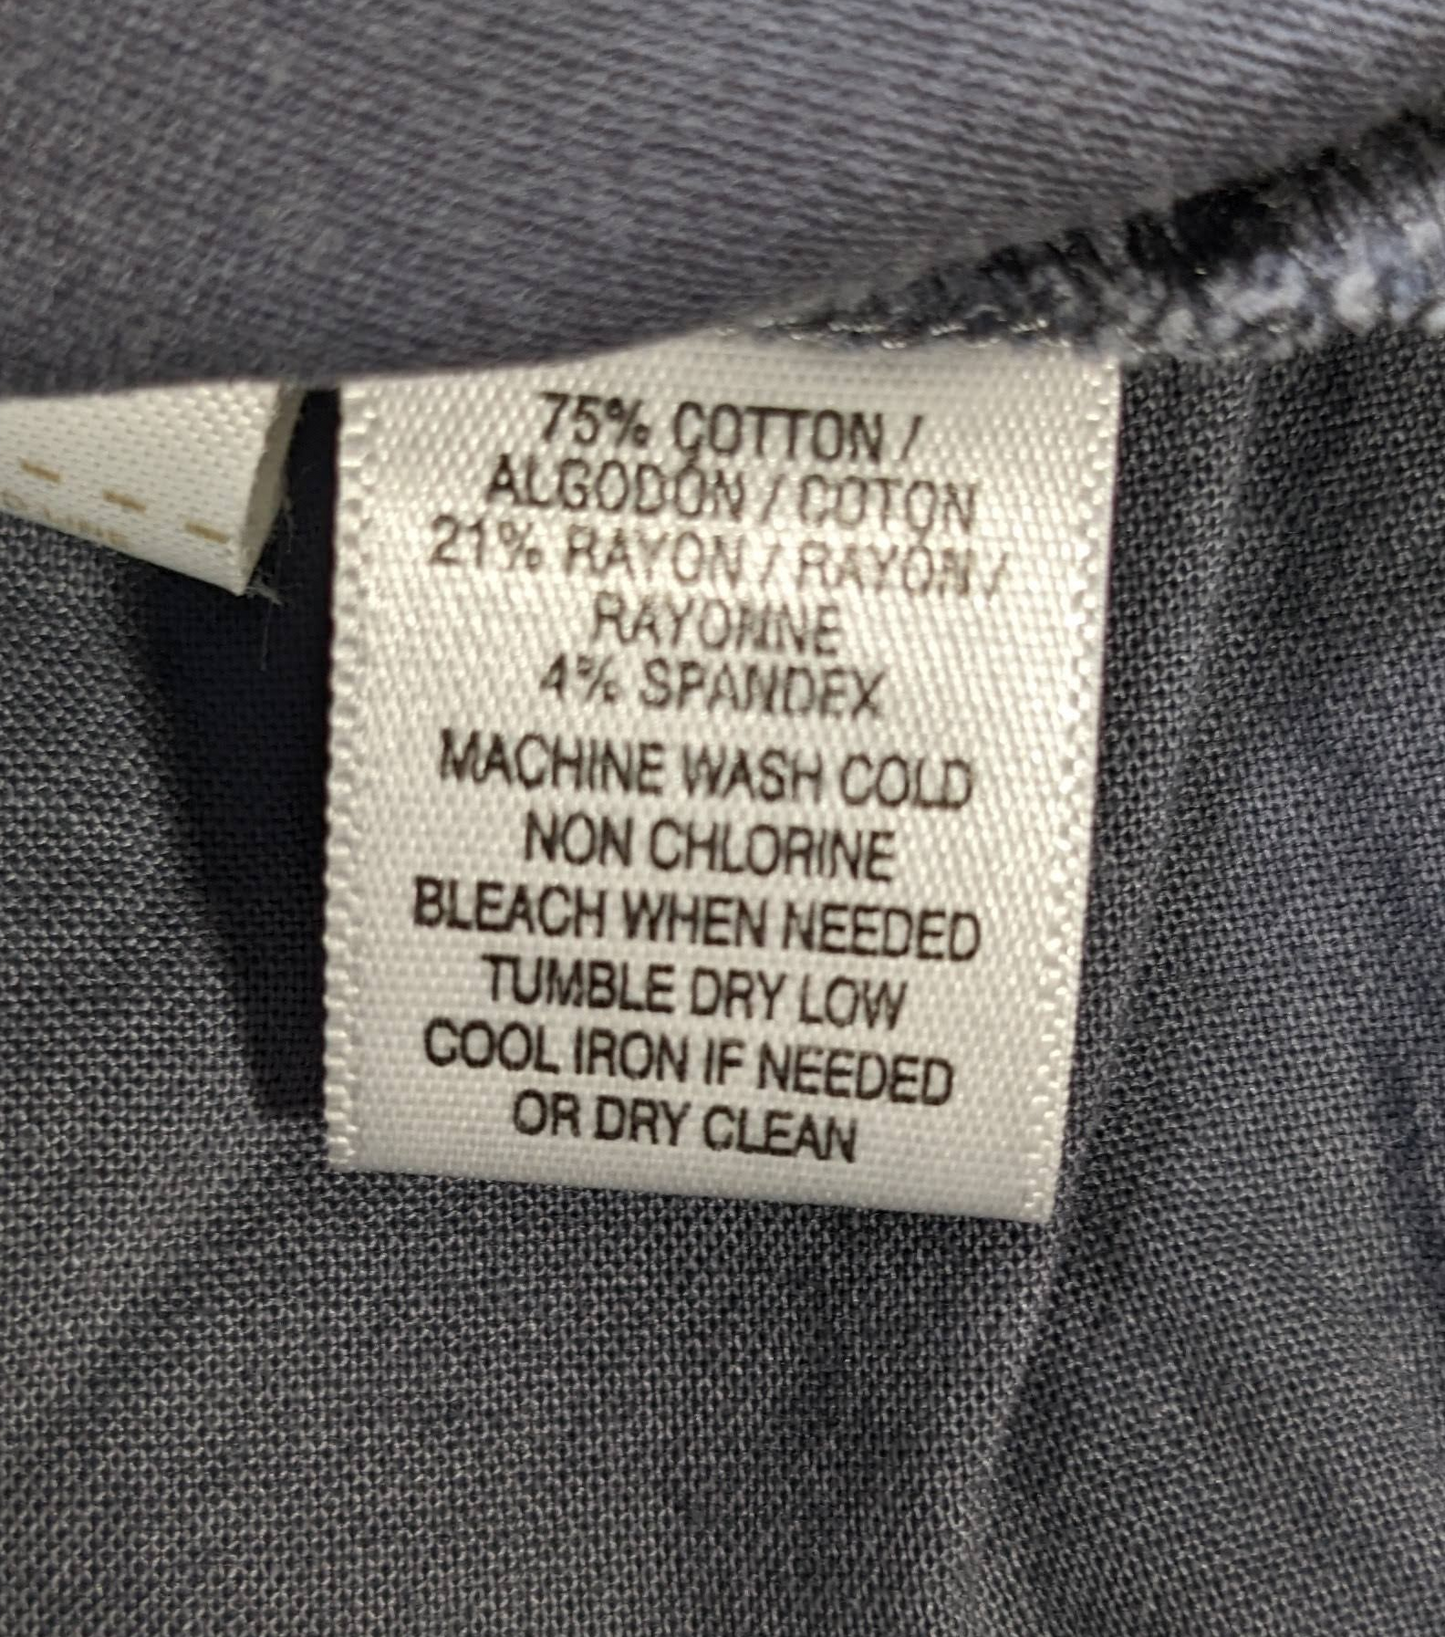 75% COTTON /
ALGODÓN / COTON
21% RAYON / RAYÓN /
RAYONNE
4% SPANDEX
MACHINE WASH COLD
NON CHLORINE
BLEACH WHEN NEEDED
TUMBLE DRY LOW
COOL IRON IF NEEDED
OR DRY CLEAN